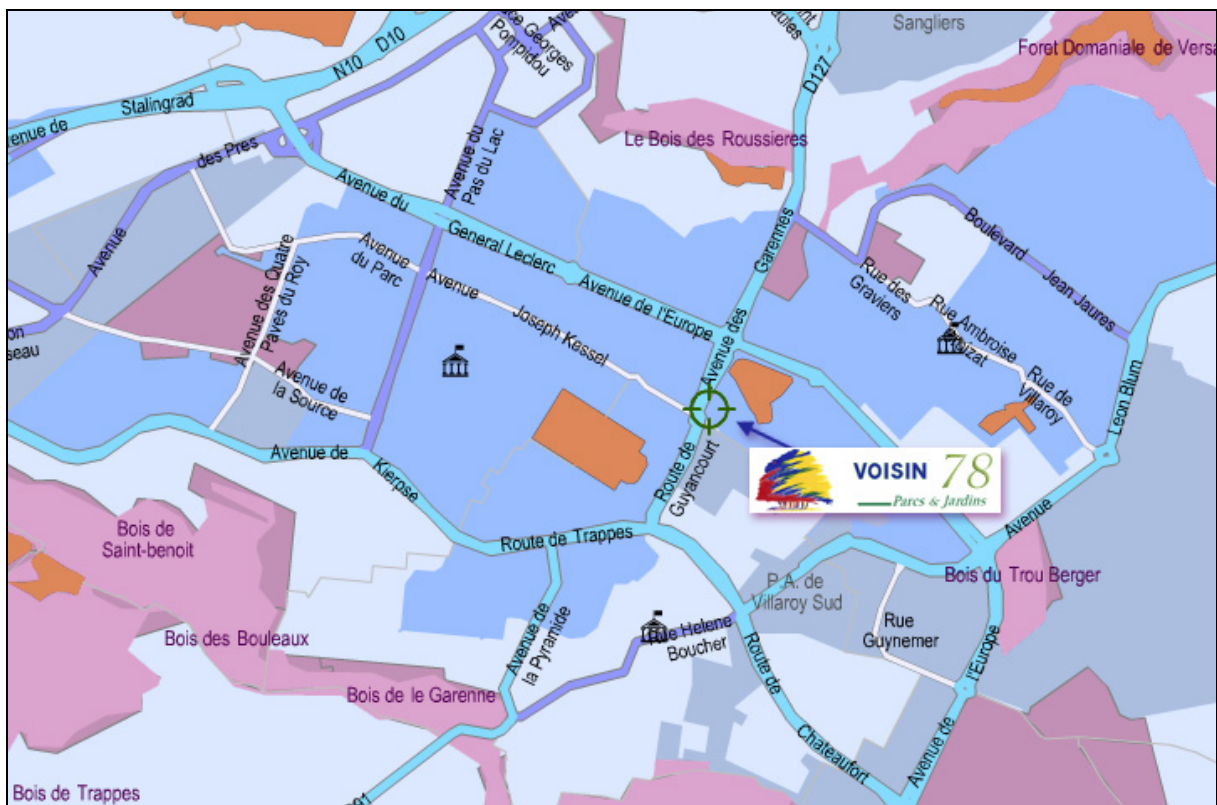 Sangliers
Foret Domaniale de Versa
D127
N10
D10
Georges
Pompidou
Avenue de
Stalingrad
des Pres
Avenue
Avenue du
Pas du Lac
Le Bois des Roussieres
Avenue du
General Leclerc
Avenue de l'Europe
Avenue des
Garennes
Boulevard Jean Jaures
Rue des
Graviers
Rue Ambroise
Rue de
Villaroy
Leon Blum
Avenue
Avenue
du Parc
Avenue
Joseph Kessel
Avenue des Quatre
Paves du Roy
Avenue de
la Source
Avenue de
Kierpse
Route de
Guyancourt
VOISIN 78
Parcs & Jardins
Route de Trappes
Bois de
Saint-benoit
Bois des Bouleaux
Bois de le Garenne
Bois de Trappes
Avenue de
la Pyramide
Rue Helene
Boucher
P.A. de
Villaroy Sud
Bois du Trou Berger
Rue
Guynemer
Route de
Chateaufort
Avenue de
l'Europe